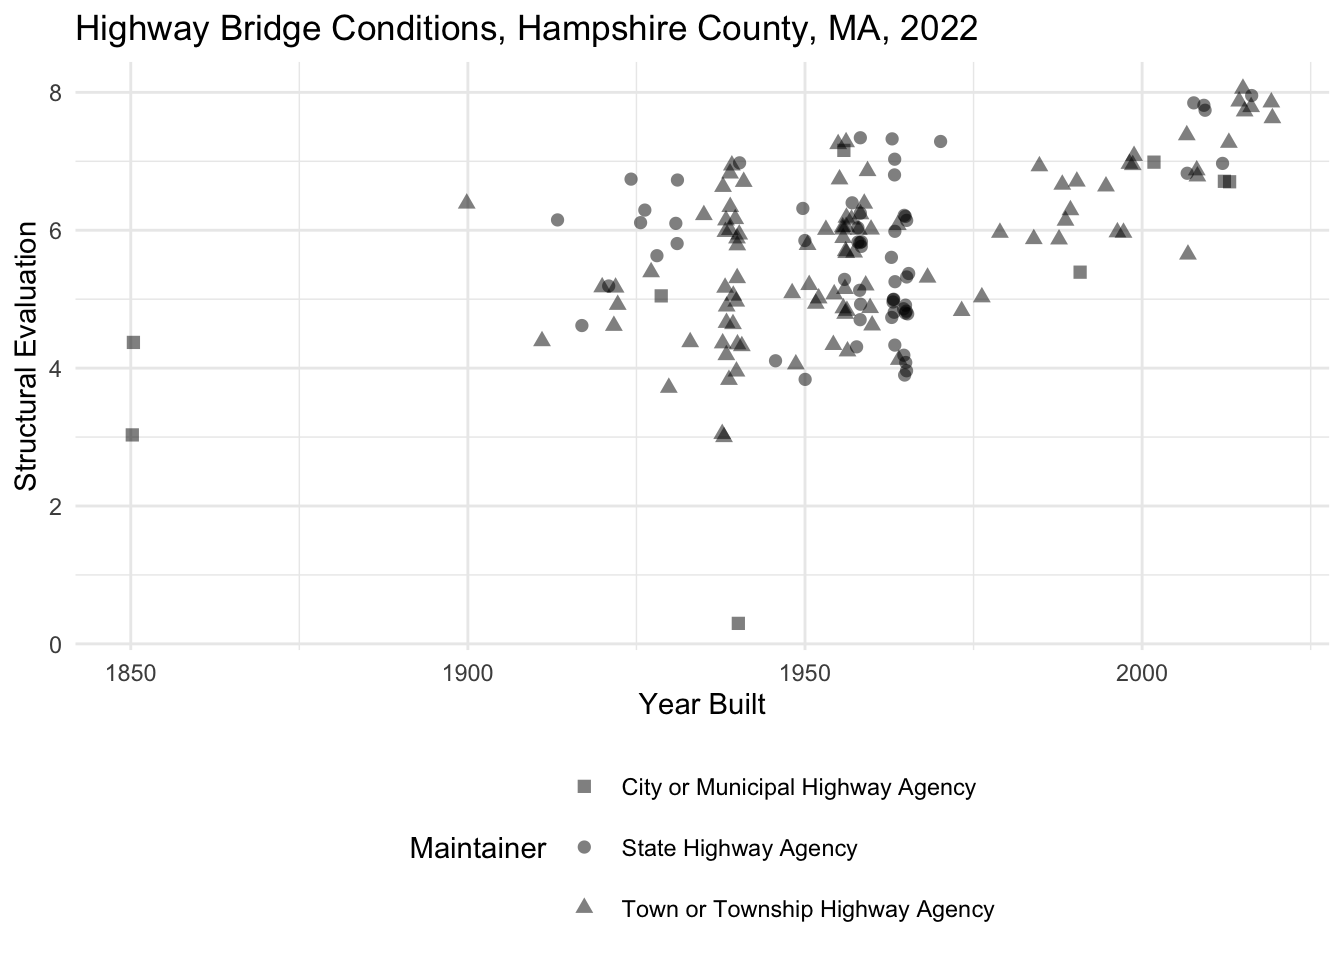 Highway Bridge Conditions, Hampshire County, MA, 2022
8
6
4
2
0
Structural Evaluation
1850 1900 1950 2000
Year Built
Maintainer
City or Municipal Highway Agency
State Highway Agency
Town or Township Highway Agency